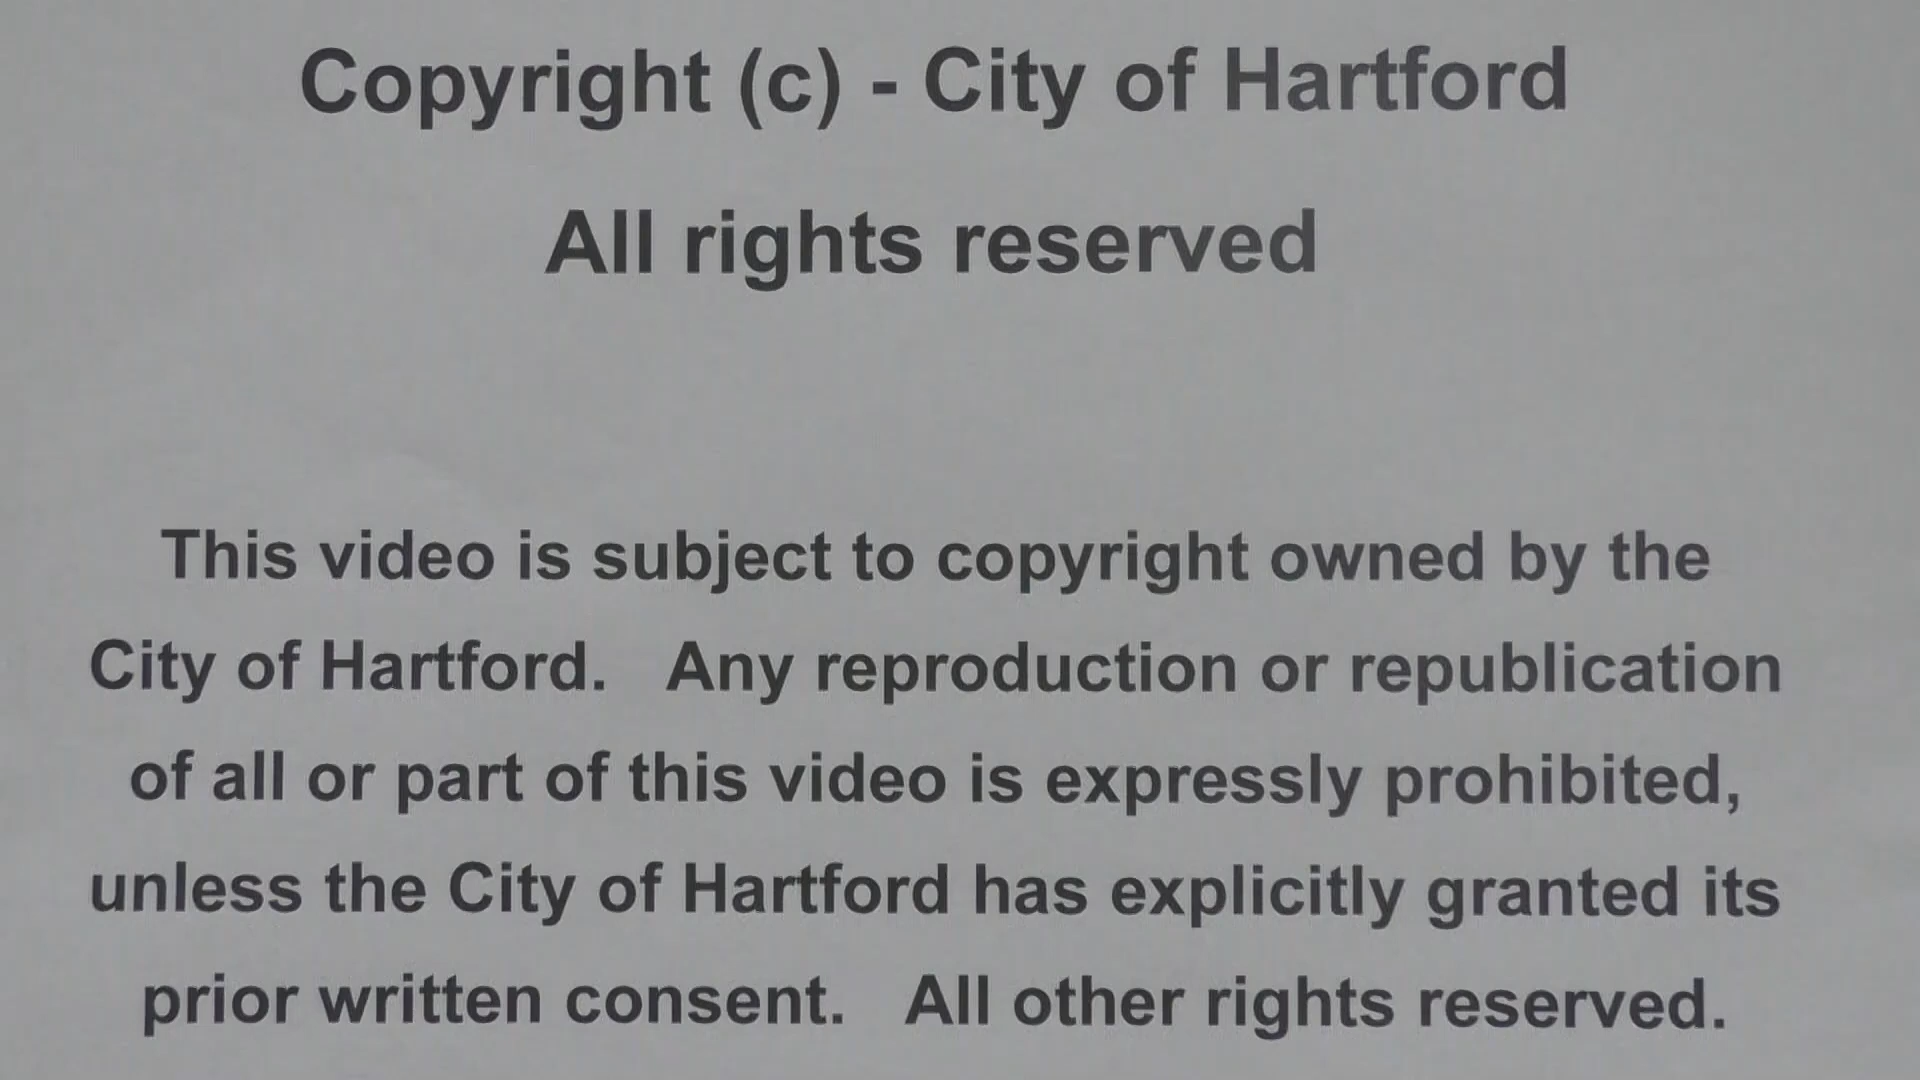 Copyright (c) - City of Hartford
All rights reserved
This video is subject to copyright owned by the
City of Hartford.   Any reproduction or republication
of all or part of this video is expressly prohibited,
unless the City of Hartford has explicitly granted its
prior written consent.   All other rights reserved.